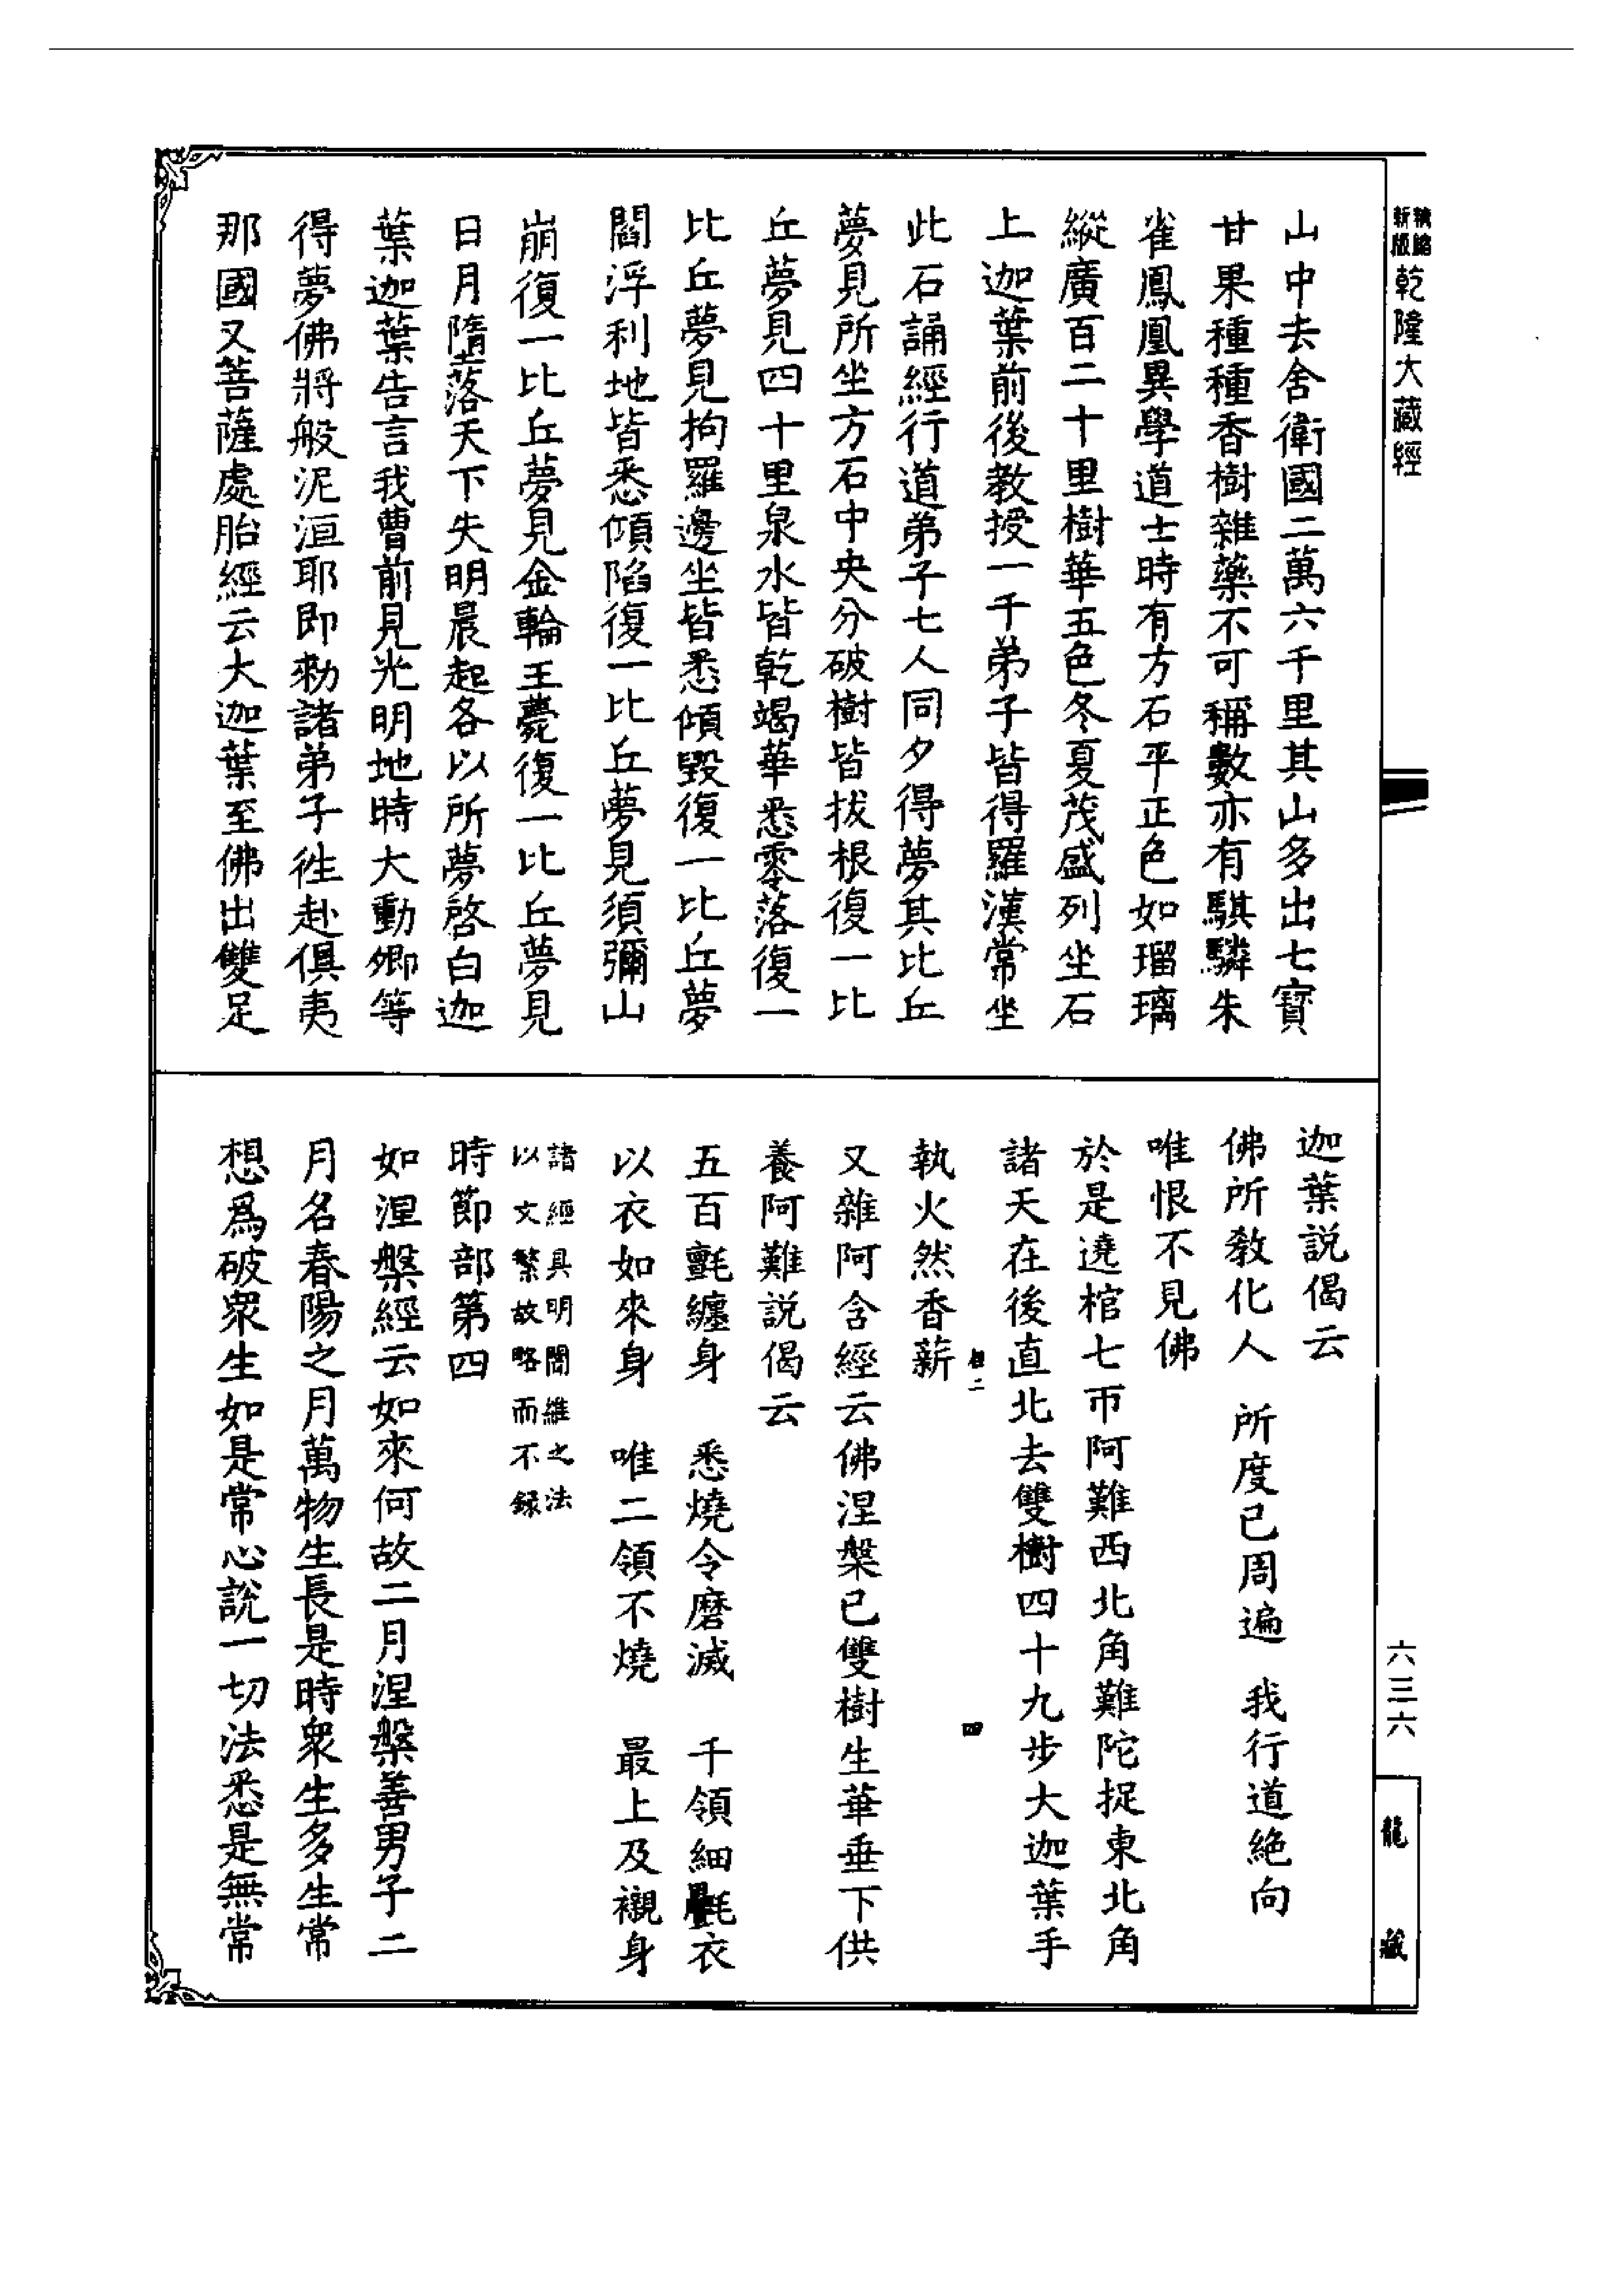 新版 乾隆大藏經
山中去舍衛國二萬六千里其山多出七寶
甘果種種香樹雜藥不可稱數亦有騏驎朱
雀鳳凰異學道士時有方石平正色如瑠璃
縱廣百二十里樹華五色冬夏茂盛列坐石
上迦葉前後教授一千弟子皆得羅漢常坐
此石誦經行道弟子七人同夕得夢其比丘
夢見所坐方石中央分破樹皆拔根復一比
丘夢見四十里泉水皆乾竭華悉零落復一
比丘夢見拘羅邊坐皆悉傾毀復一比丘夢
閻浮利地皆悉傾陷復一比丘夢見須彌山
崩復一比丘夢見金輪王薨復一比丘夢見
日月墮落天下失明晨起各以所夢啓白迦
葉迦葉告言我曹前見光明地時大動卿等
得夢佛將般泥洹耶即勑諸弟子徃赴俱夷
那國又菩薩處胎經云大迦葉至佛出雙足
迦葉説偈云
佛所教化人　所度已周遍　我行道絶向
唯恨不見佛
於是遶棺七帀阿難西北角難陀捉東北角
諸天在後直北去雙樹四十九步大迦葉手
執火然香薪
四
又雜阿含經云佛涅槃已雙樹生華垂下供
養阿難説偈云
五百㲲纏身　悉燒令磨滅　千領細㲲衣
以衣如來身　唯二領不燒　最上及襯身
諸經具明闍維之法
以文繁故略而不録
時節部第四
如涅槃經云如來何故二月涅槃善男子二
月名春陽之月萬物生長是時衆生多生常
想爲破衆生如是常心説一切法悉是無常
六三六
龍藏